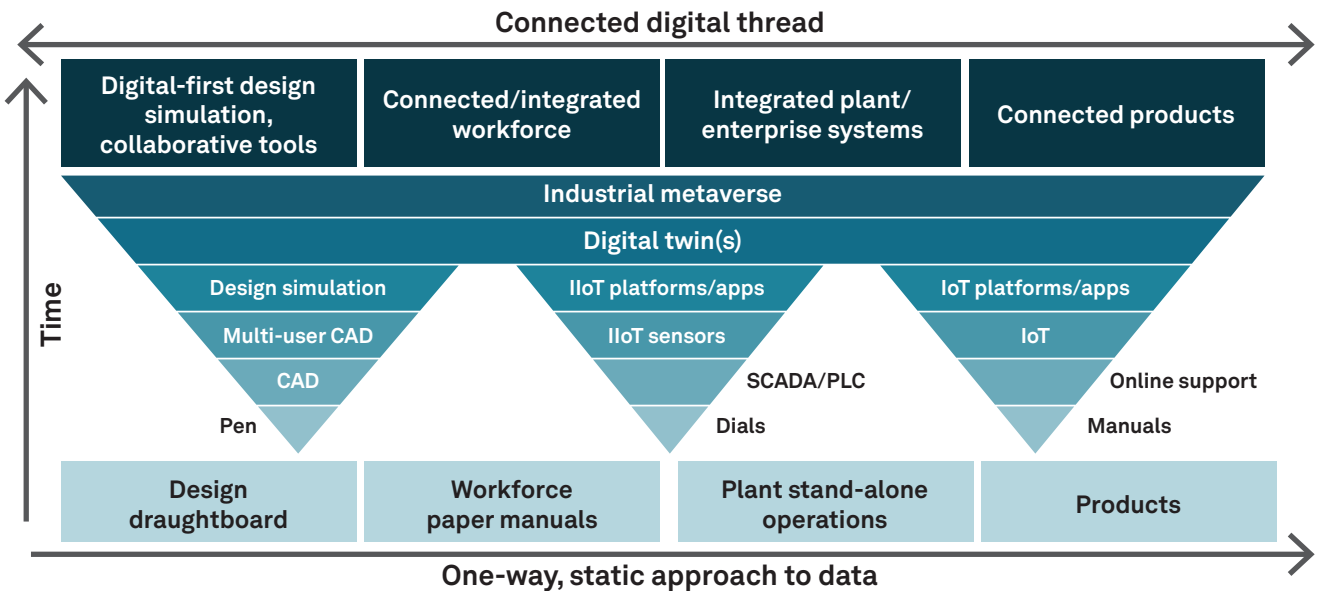 Connected digital thread
Digital-first design
simulation,
collaborative tools
Connected/integrated
workforce
Integrated plant/
enterprise systems
Connected products
Industrial metaverse
Digital twin(s)
Time
Design simulation
IIoT platforms/apps
IoT platforms/apps
Multi-user CAD
IIoT sensors
IoT
CAD
SCADA/PLC
Online support
Pen
Dials
Manuals
Design
draughtboard
Workforce
paper manuals
Plant stand-alone
operations
Products
One-way, static approach to data